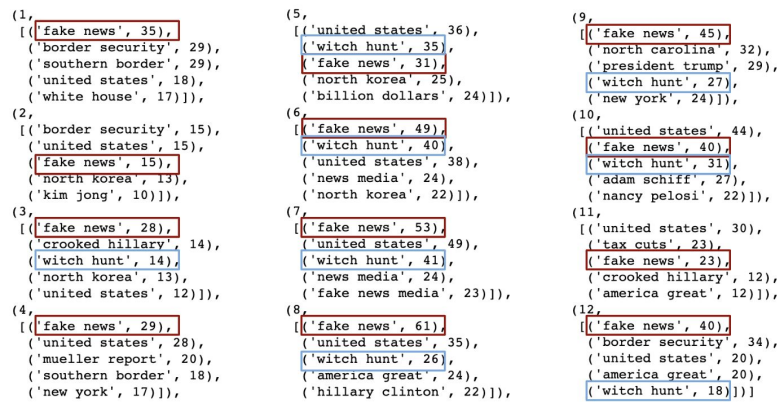 (1,
[('fake news', 35),
('border security', 29),
('southern border', 29),
('united states', 18),
('white house', 17)]),
(2,
[('border security', 15),
('united states', 15),
('fake news', 15),
('north korea', 13),
('kim jong', 10)]),
(3,
[('fake news', 28),
('crooked hillary', 14),
('witch hunt', 14),
('north korea', 13),
('united states', 12)]),
(4,
[('fake news', 29),
('united states', 28),
('mueller report', 20),
('southern border', 18),
('new york', 17)]),
(5,
[('united states', 36),
('witch hunt', 35),
('fake news', 31),
('north korea', 25),
('billion dollars', 24)]),
(6,
[('fake news', 49),
('witch hunt', 40),
('united states', 38),
('news media', 24),
('north korea', 22)]),
(7,
[('fake news', 53),
('united states', 49),
('witch hunt', 41),
('news media', 24),
('fake news media', 23)]),
(8,
[('fake news', 61),
('united states', 35),
('witch hunt', 26),
('america great', 24),
('hillary clinton', 22)]),
(9,
[('fake news', 45),
('north carolina', 32),
('president trump', 29),
('witch hunt', 27),
('new york', 24)]),
(10,
[('united states', 44),
('fake news', 40),
('witch hunt', 31),
('adam schiff', 27),
('nancy pelosi', 22)]),
(11,
[('united states', 30),
('tax cuts', 23),
('fake news', 23),
('crooked hillary', 12),
('america great', 12)]),
(12,
[('fake news', 40),
('border security', 34),
('united states', 20),
('america great', 20),
('witch hunt', 18)])]